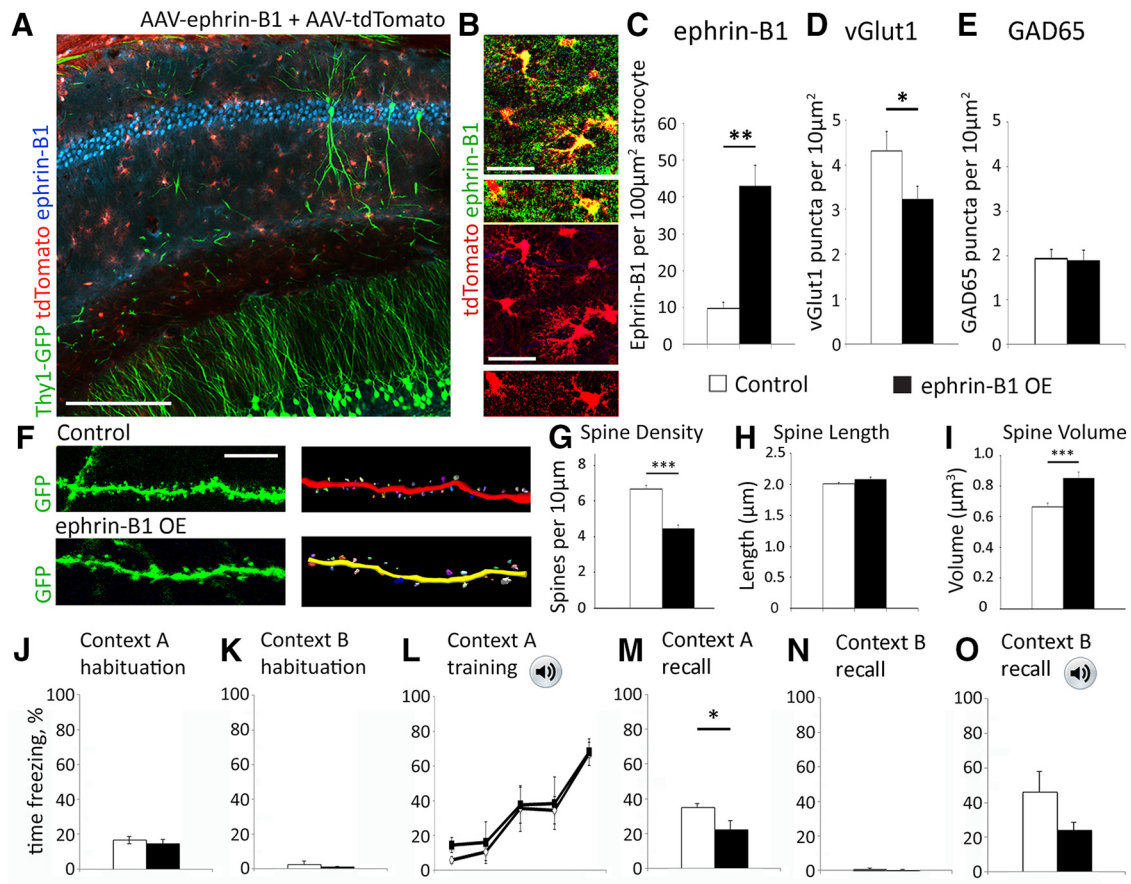 A
AAV-ephrin-B1 + AAV-tdTomato
Thy1-GFP tdTomato ephrin-B1
B
tdTomato ephrin-B1
C
ephrin-B1
Ephrin-B1 per 100µm² astrocyte
60
50
40
30
20
10
0
**
D
vGlut1
vGlut1 puncta per 10µm²
5
4
3
2
1
0
*
E
GAD65
GAD65 puncta per 10µm²
5
4
3
2
1
0
Control
ephrin-B1 OE
F
Control
GFP
ephrin-B1 OE
GFP
G
Spine Density
Spines per 10µm
8
6
4
2
0
***
H
Spine Length
Length (µm)
2.5
2.0
1.5
1.0
0.5
0
I
Spine Volume
Volume (µm³)
1.0
0.8
0.6
0.4
0.2
0
***
J
Context A
habituation
time freezing, %
100
80
60
40
20
0
K
Context B
habituation
100
80
60
40
20
0
L
Context A
training
100
80
60
40
20
0
M
Context A
recall
100
80
60
40
20
0
*
N
Context B
recall
100
80
60
40
20
0
O
Context B
recall
100
80
60
40
20
0